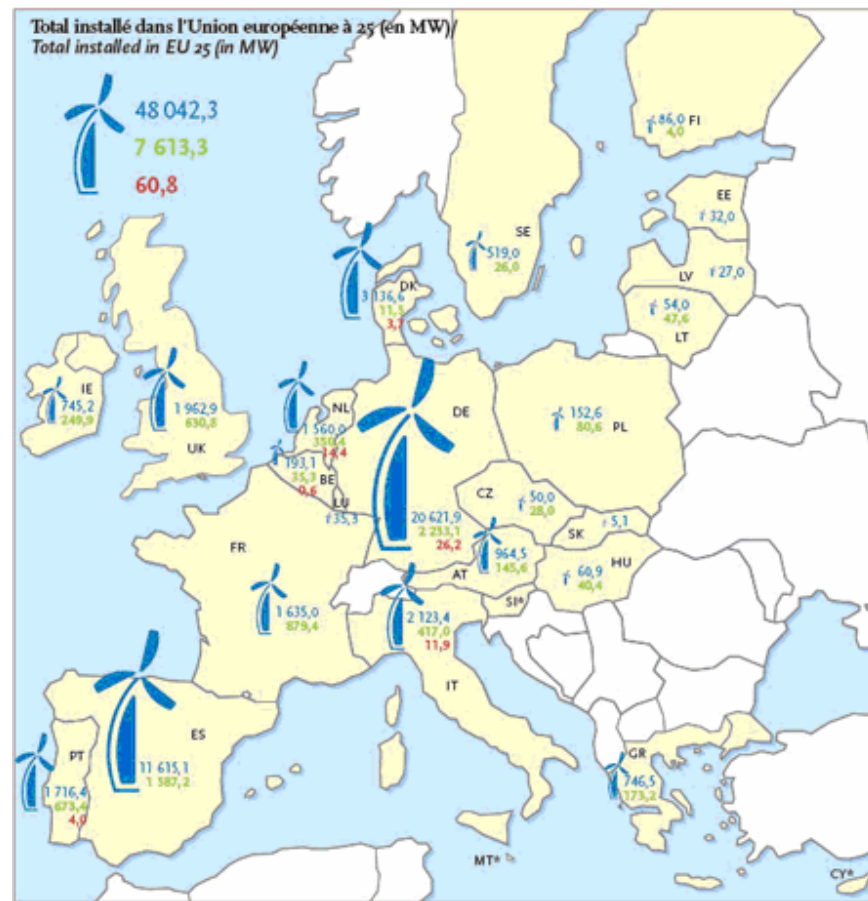 Total installé dans l'Union européenne à 25 (en MW)/
Total installed in EU 25 (in MW)
48 042,3
7 613,3
60,8
86,0 FI
4,0
EE
32,0
SE
519,0
26,0
LV 27,0
54,0
47,6
LT
DK
3 136,6
11,5
3,7
IE
745,2
249,9
1 962,9
630,8
UK
NL
1 560,0
350,4
14,4
DE
20 621,9
2 233,1
26,2
152,6
80,6
PL
193,1
35,3
0,6
BE
LU
35,3
CZ
50,0
28,0
SK
5,1
FR
1 635,0
879,4
964,5
145,6
AT
HU
60,9
40,4
SI*
2 123,4
417,0
11,9
IT
ES
11 615,1
1 587,2
PT
1 716,4
673,4
4,0
GR
746,5
173,2
MT*
CY*